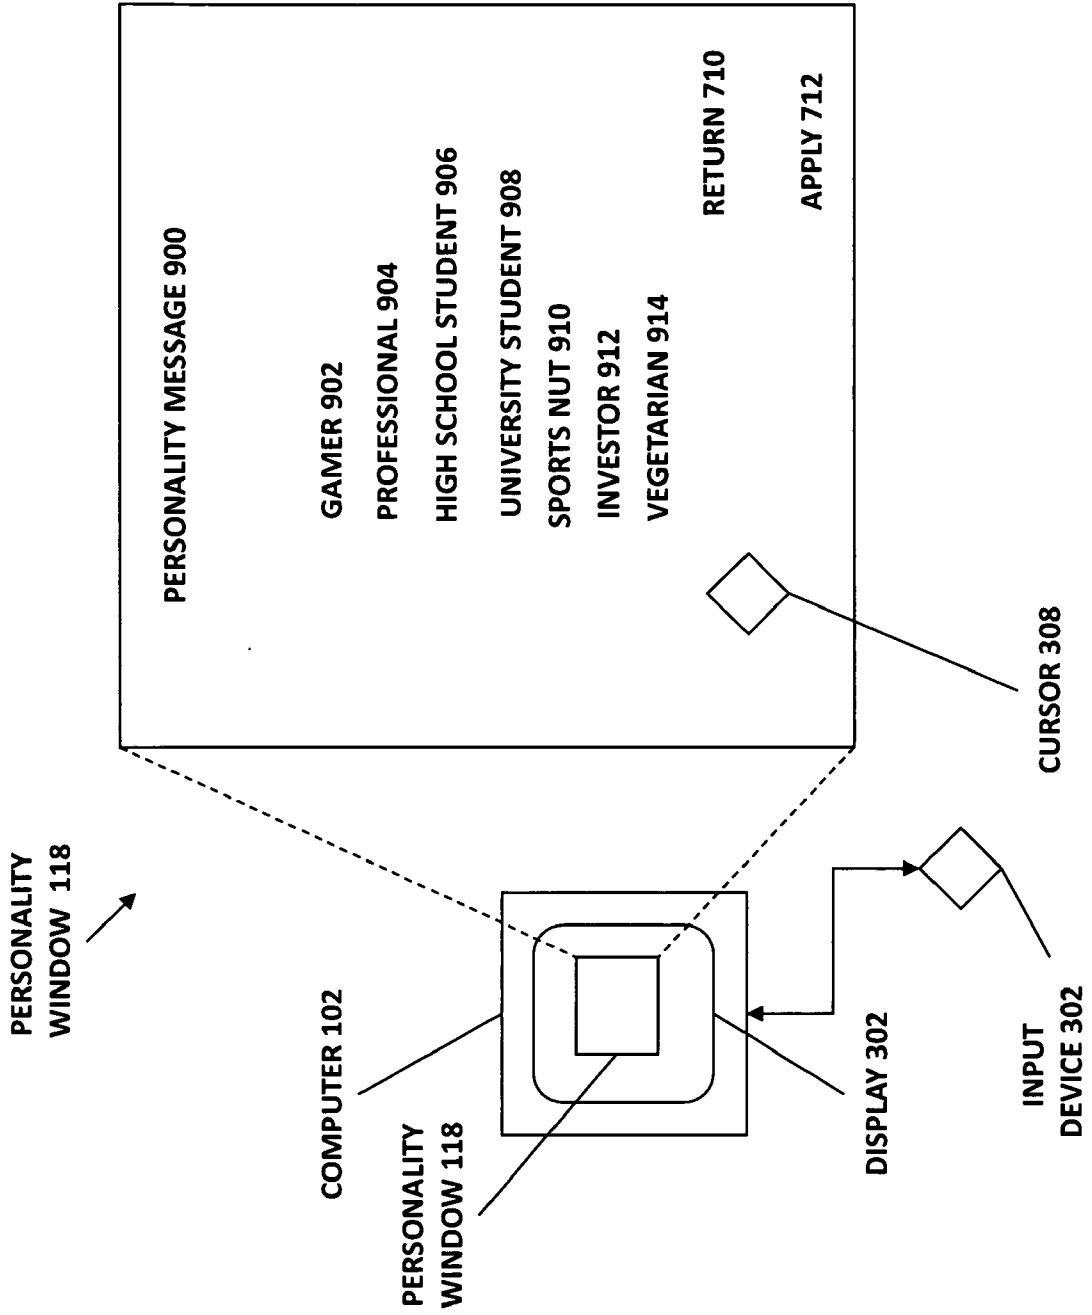 PERSONALITY
WINDOW 118
COMPUTER 102
PERSONALITY
WINDOW 118
DISPLAY 302
INPUT
DEVICE 302
PERSONALITY MESSAGE 900
GAMER 902
PROFESSIONAL 904
HIGH SCHOOL STUDENT 906
UNIVERSITY STUDENT 908
SPORTS NUT 910
INVESTOR 912
VEGETARIAN 914
RETURN 710
APPLY 712
CURSOR 308